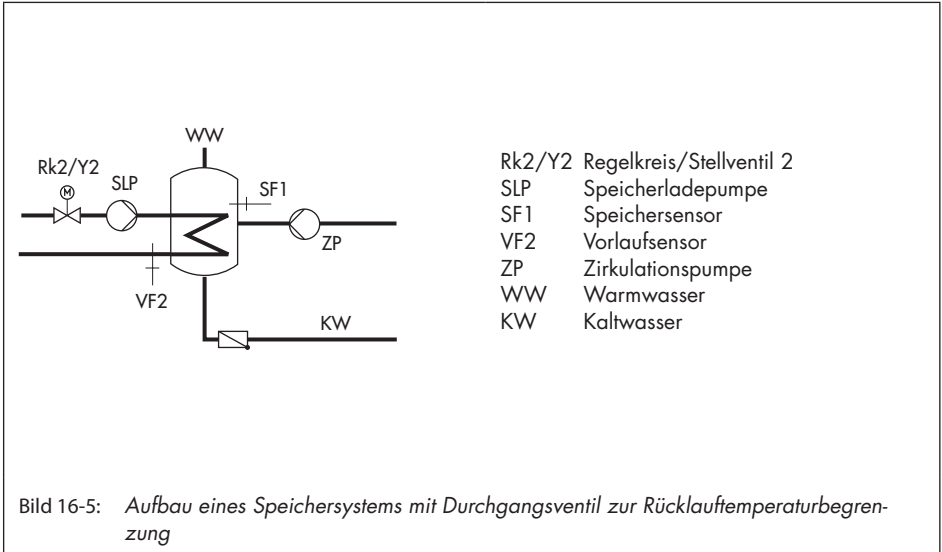 WW
Rk2/Y2
M
SLP
SF1
ZP
VF2
KW
Rk2/Y2 Regelkreis/Stellventil 2
SLP Speicherladepumpe
SF1 Speichersensor
VF2 Vorlaufsensor
ZP Zirkulationspumpe
WW Warmwasser
KW Kaltwasser
Bild 16-5: Aufbau eines Speichersystems mit Durchgangsventil zur Rücklauftemperaturbegren-
zung